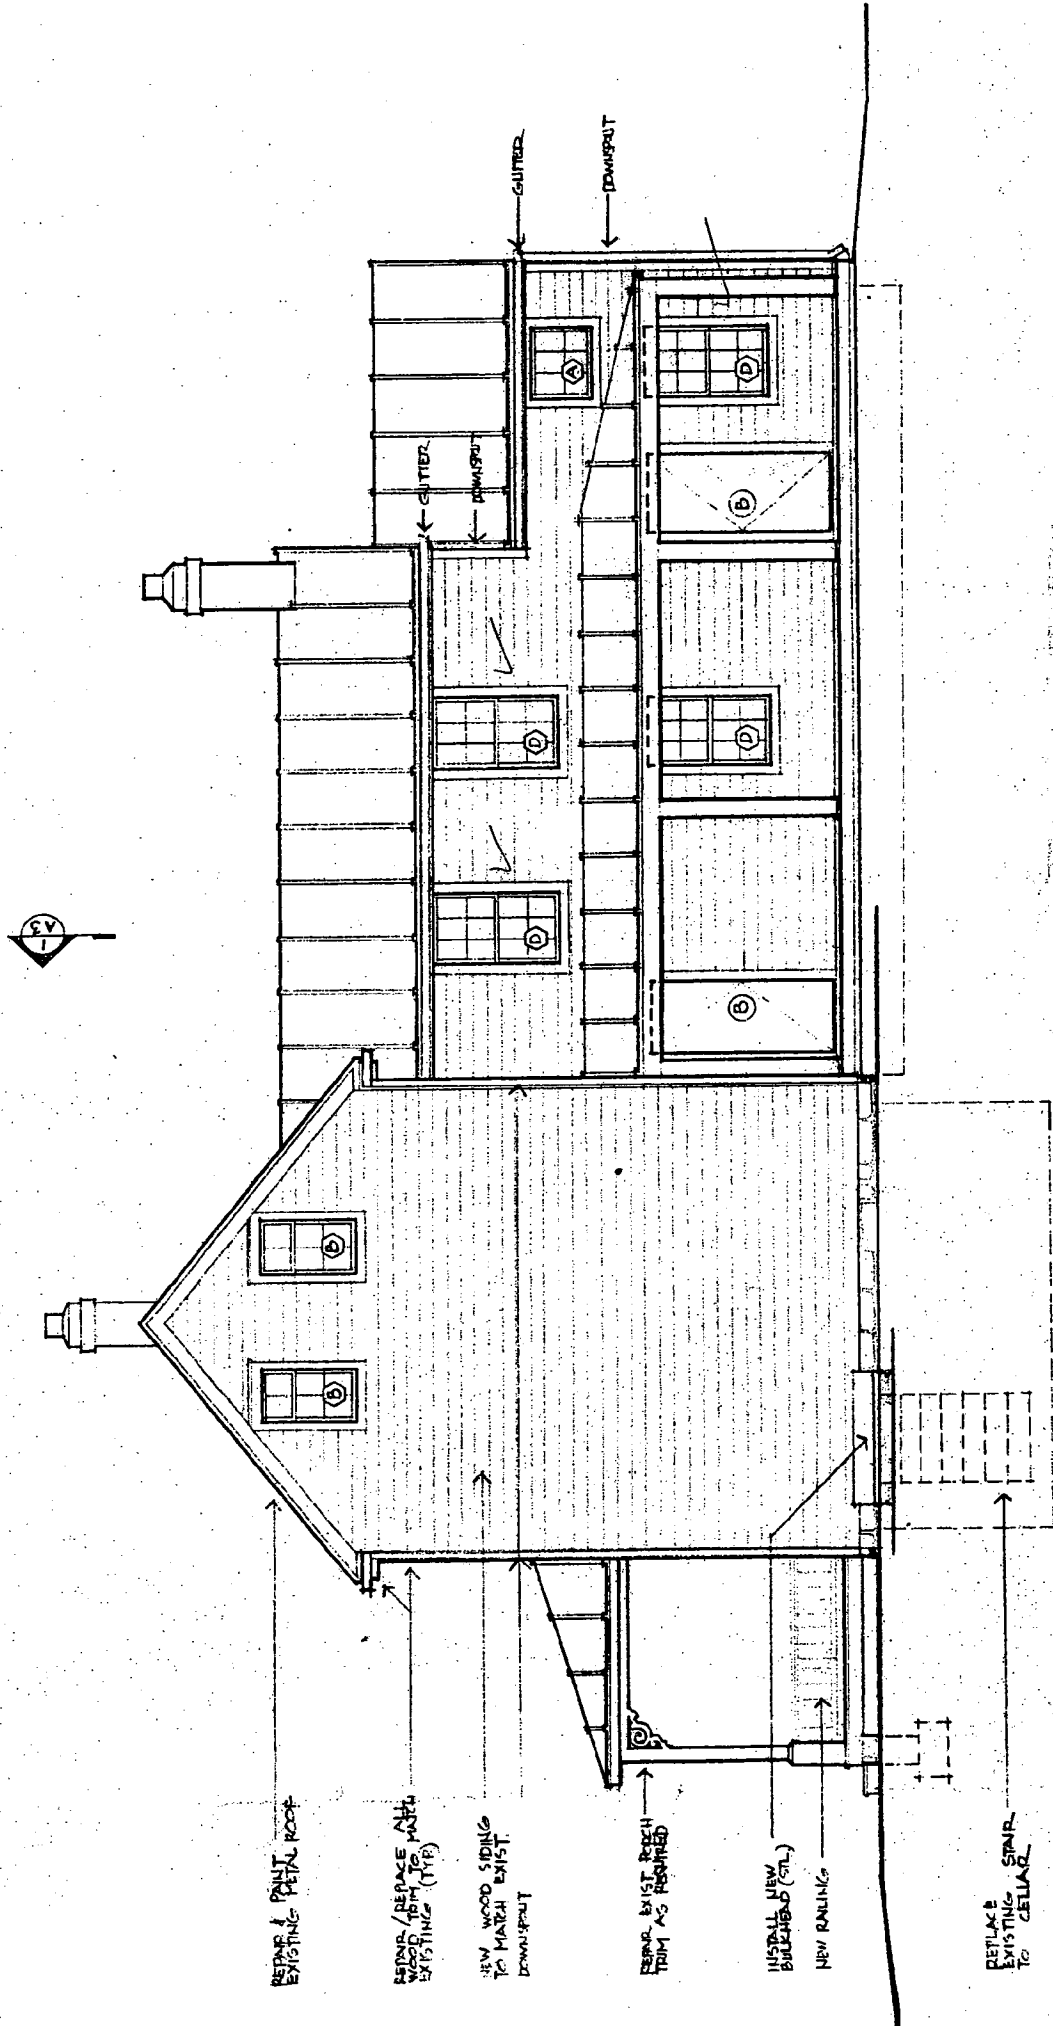 REPAIR & PAINT
EXISTING METAL ROOF
REPAIR/REPLACE ALL
WOOD TRIM TO MATCH
EXISTING (TYP.)
NEW WOOD SIDING
TO MATCH EXIST.
DOWNSPOUT
REPAIR EXIST PORCH
TRIM AS REQUIRED
INSTALL NEW
BULKHEAD (STL.)
NEW RAILING
REPLACE
EXISTING STAIR
TO CELLAR
1
A3
B
B
GUTTER
DOWNSPOUT
GUTTER
DOWNSPOUT
D
D
A
B
D
B
D